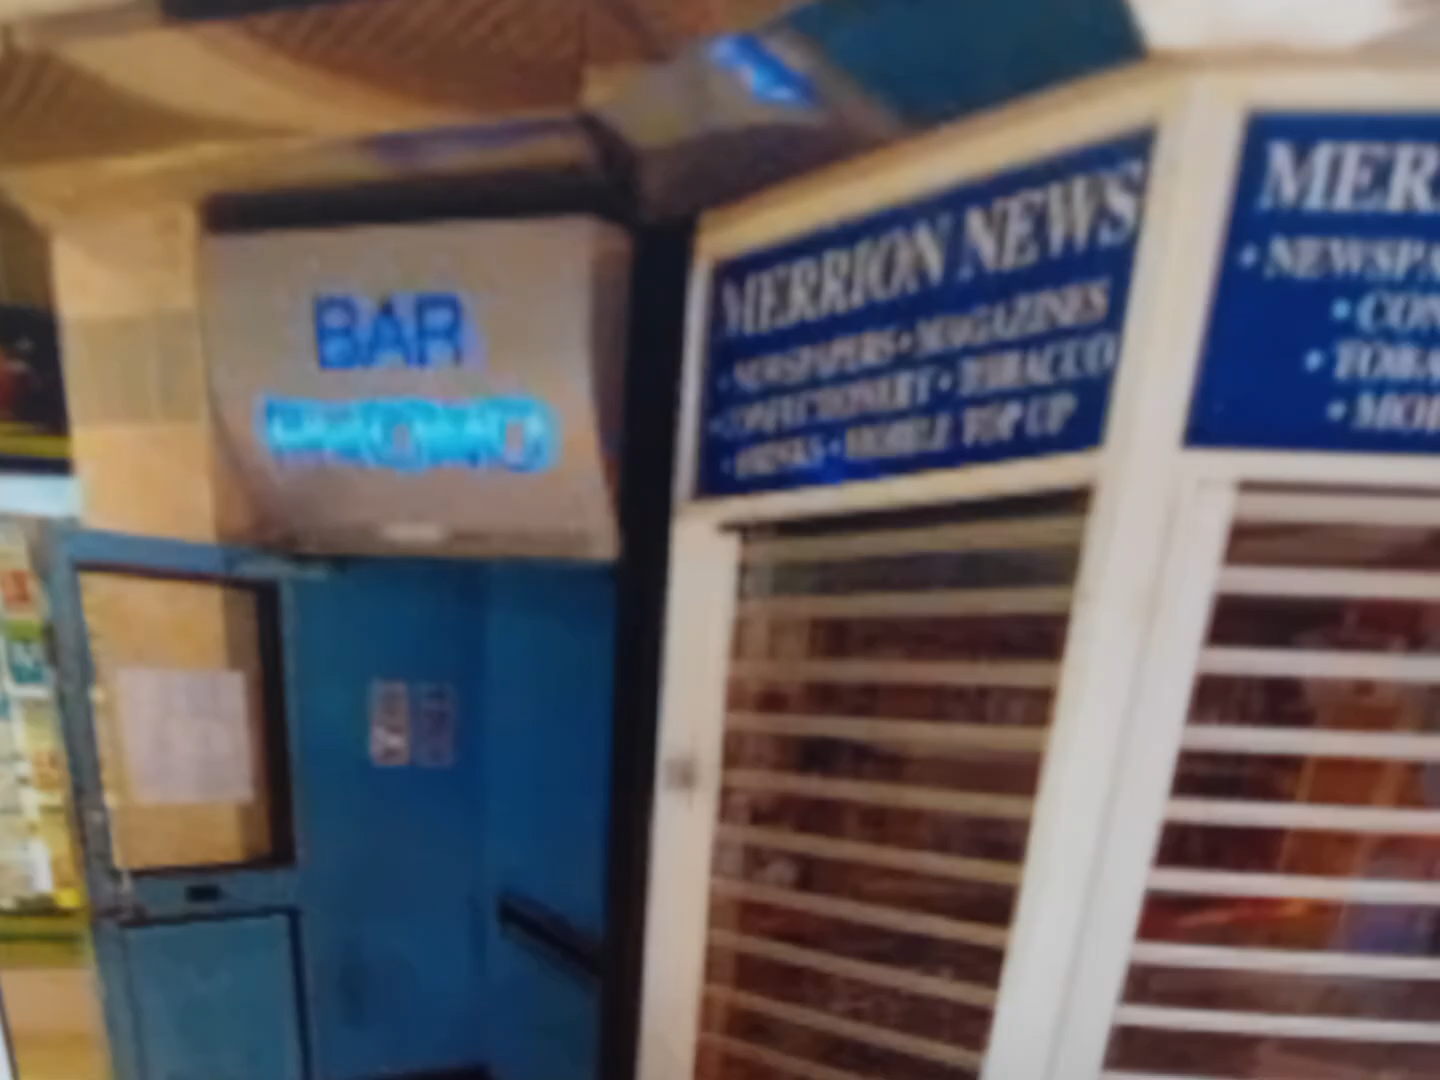 BAR
MERRION NEWS
• NEWSPAPERS • MAGAZINES
• CONFECTIONERY • TOBACCO
• DRINKS • MOBILE TOP UP
MER
• NEWSPA
• CON
• TOBA
• MOB